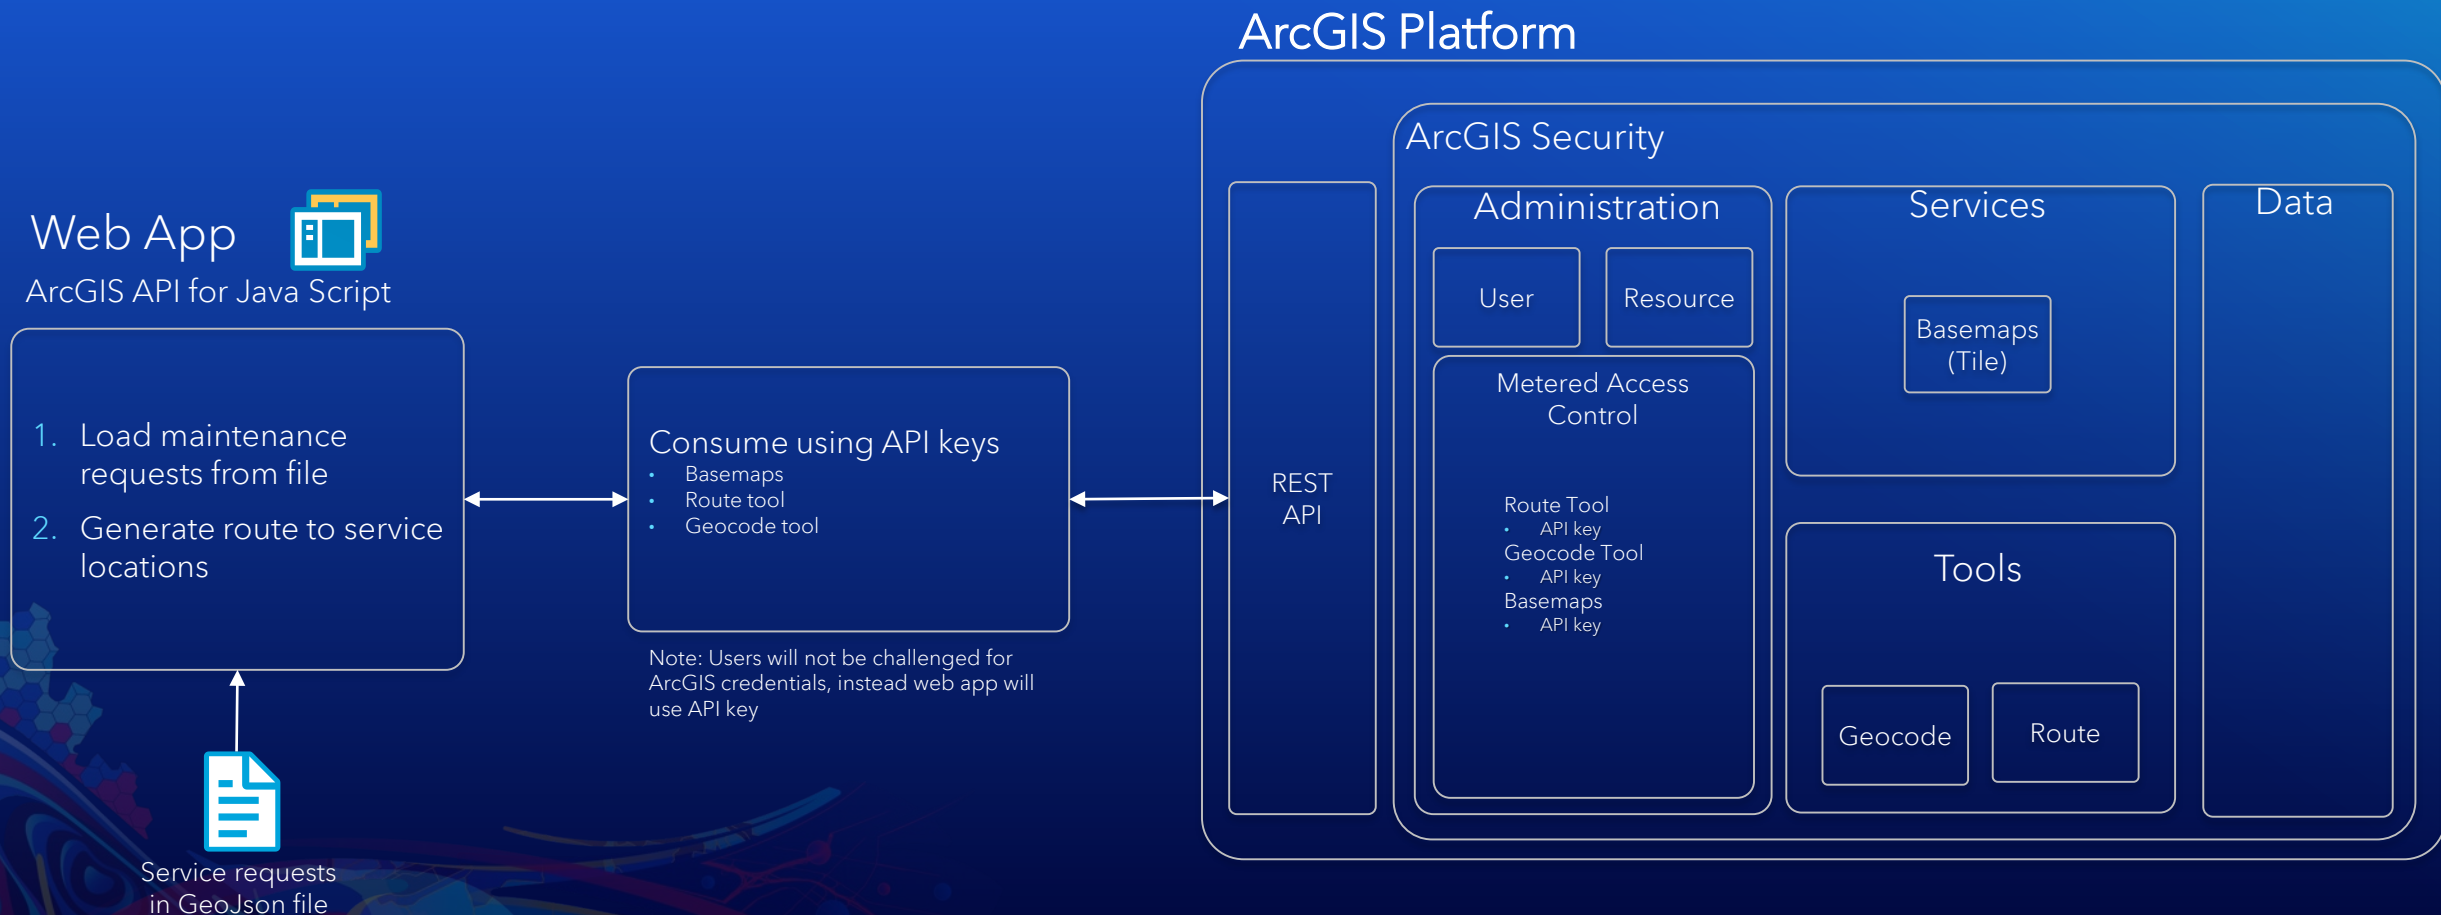 ArcGIS Platform
Web App
ArcGIS API for Java Script
1. Load maintenance
requests from file
2. Generate route to service
locations
Service requests
in GeoJson file
Consume using API keys
• Basemaps
• Route tool
• Geocode tool
Note: Users will not be challenged for
ArcGIS credentials, instead web app will
use API key
REST
API
ArcGIS Security
Administration
User
Resource
Metered Access
Control
Route Tool
• API key
Geocode Tool
• API key
Basemaps
• API key
Services
Basemaps
(Tile)
Tools
Geocode
Route
Data